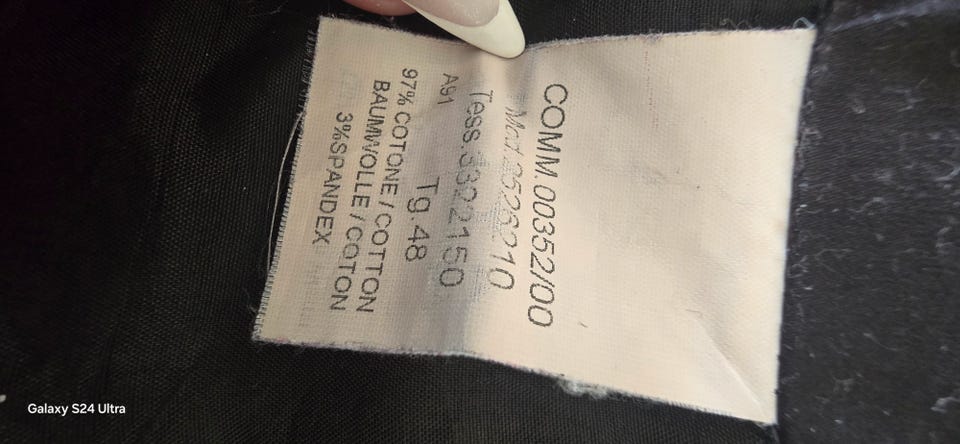 COMM. 00352/00
Mod. 2526210
Tess. 3322150
A91 Tg. 48
97% COTONE / COTTON
BAUMWOLLE / COTON
3%SPANDEX
Galaxy S24 Ultra